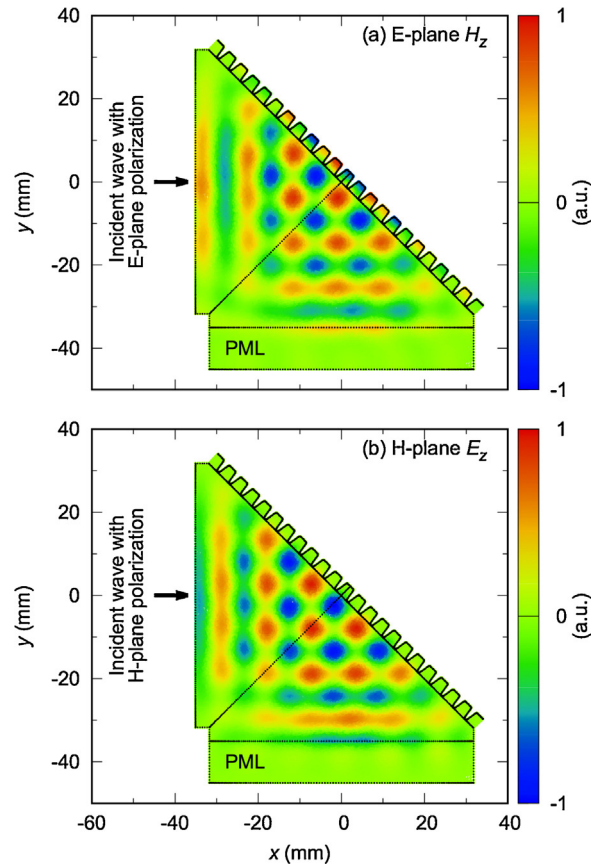 (a) E-plane Hz
40
20
0
-20
-40
y (mm)
Incident wave with
E-plane polarization
PML
1
0
-1
(a.u.)
(b) H-plane Ez
40
20
0
-20
-40
y (mm)
Incident wave with
H-plane polarization
PML
1
0
-1
(a.u.)
-60 -40 -20 0 20 40
x (mm)